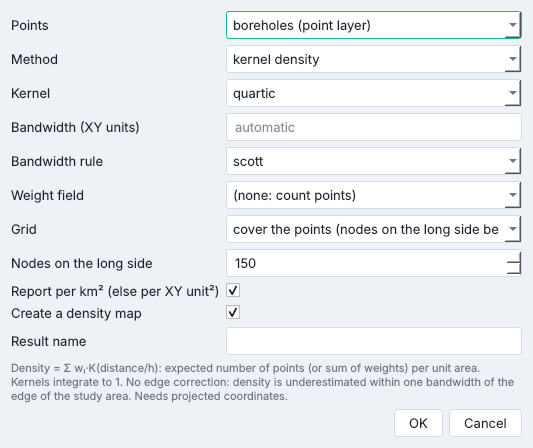 Points
boreholes (point layer)
Method
kernel density
Kernel
quartic
Bandwidth (XY units)
automatic
Bandwidth rule
scott
Weight field
(none: count points)
Grid
cover the points (nodes on the long side be
Nodes on the long side
150
Report per km² (else per XY unit²)
Create a density map
Result name
Density = Σ wᵢ·K(distance/h): expected number of points (or sum of weights) per unit area.
Kernels integrate to 1. No edge correction: density is underestimated within one bandwidth of the
edge of the study area. Needs projected coordinates.
OK
Cancel